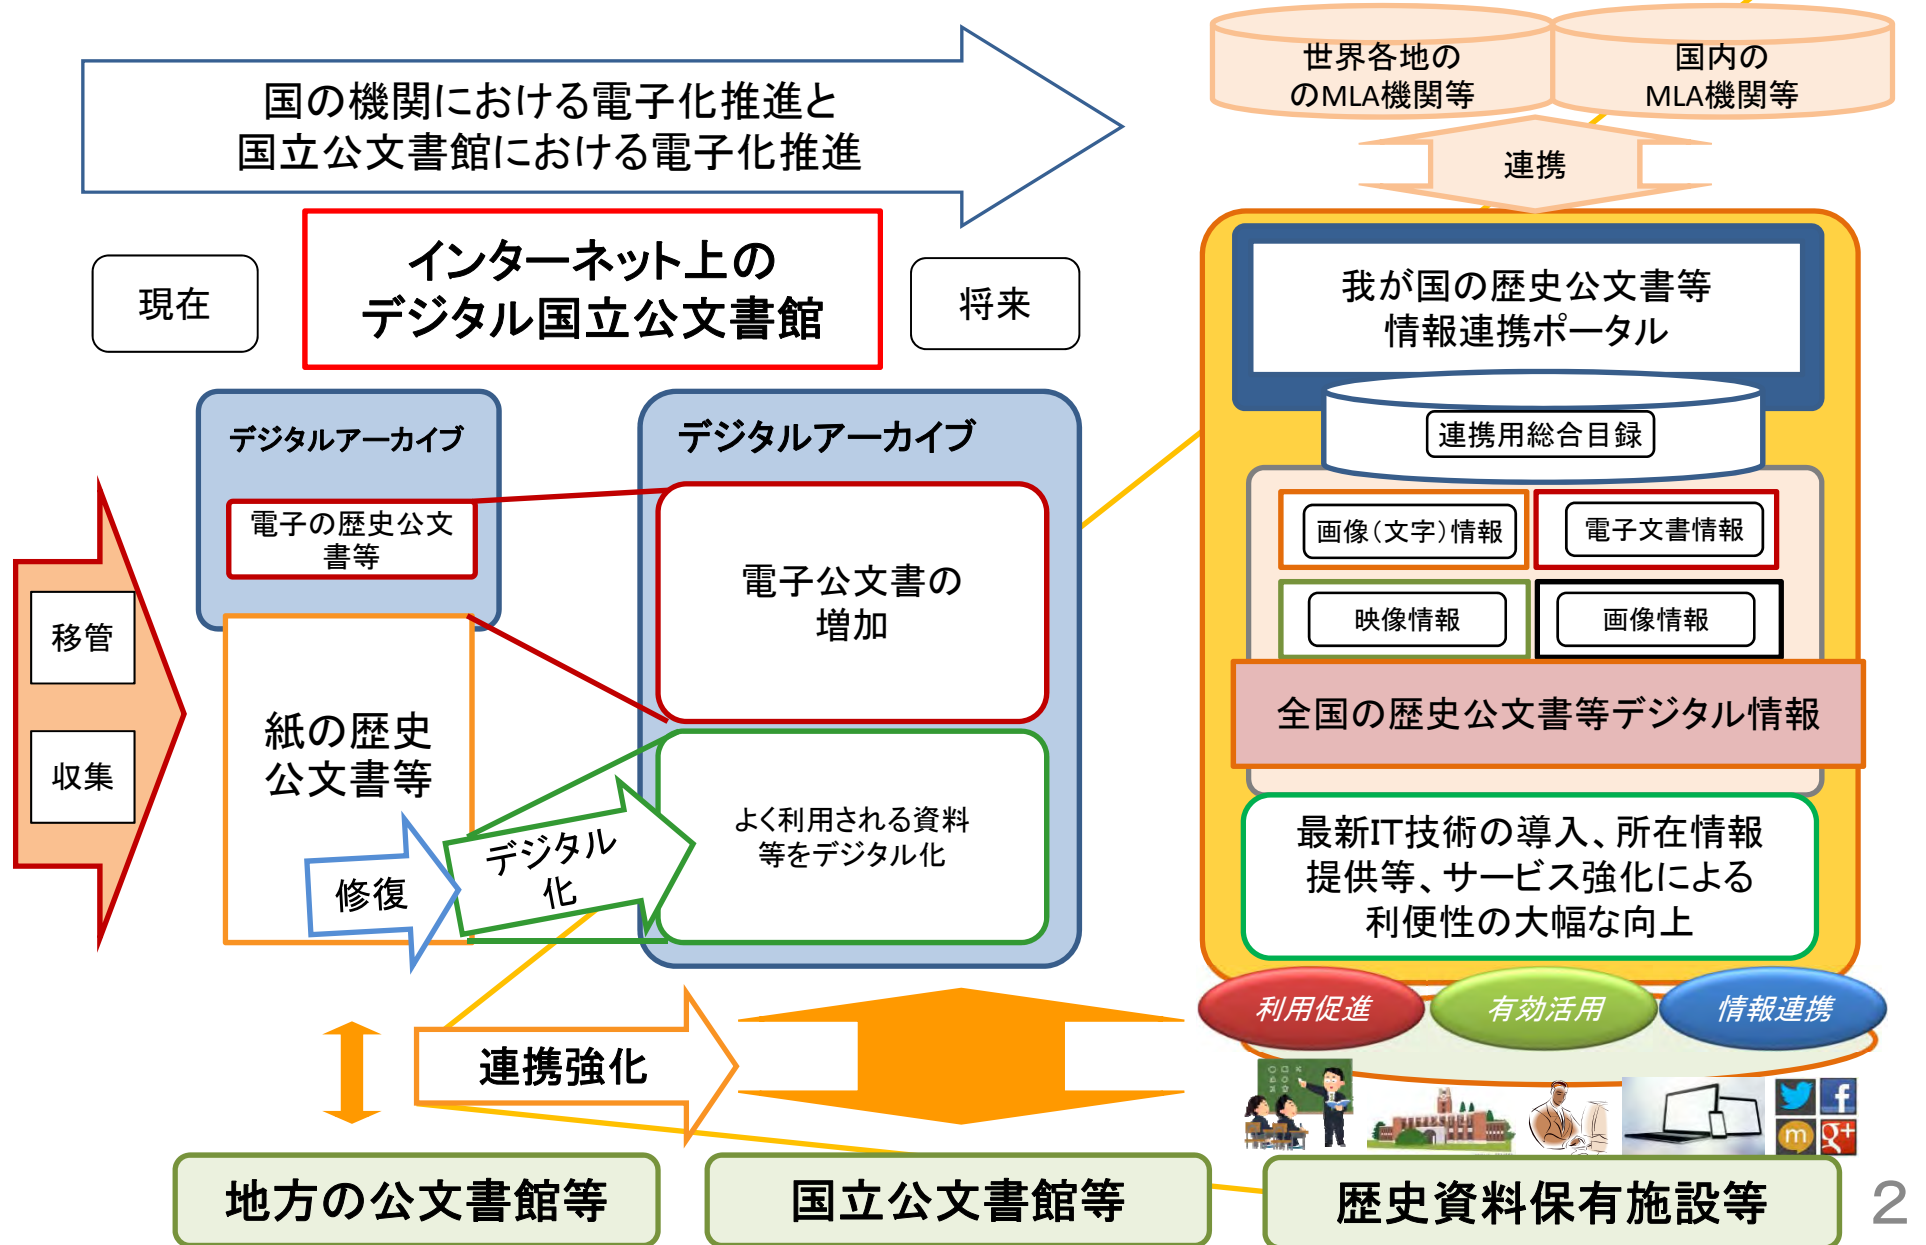 国の機関における電子化推進と
国立公文書館における電子化推進
世界各地の
のMLA機関等
国内の
MLA機関等
連携
現在
インターネット上の
デジタル国立公文書館
将来
我が国の歴史公文書等
情報連携ポータル
連携用総合目録
デジタルアーカイブ
電子の歴史公文
書等
デジタルアーカイブ
電子公文書の
増加
画像(文字)情報
電子文書情報
映像情報
画像情報
移管
収集
紙の歴史
公文書等
修復
デジタル
化
よく利用される資料
等をデジタル化
全国の歴史公文書等デジタル情報
最新IT技術の導入、所在情報
提供等、サービス強化による
利便性の大幅な向上
利用促進
有効活用
情報連携
連携強化
f
m
g+
地方の公文書館等
国立公文書館等
歴史資料保有施設等
2